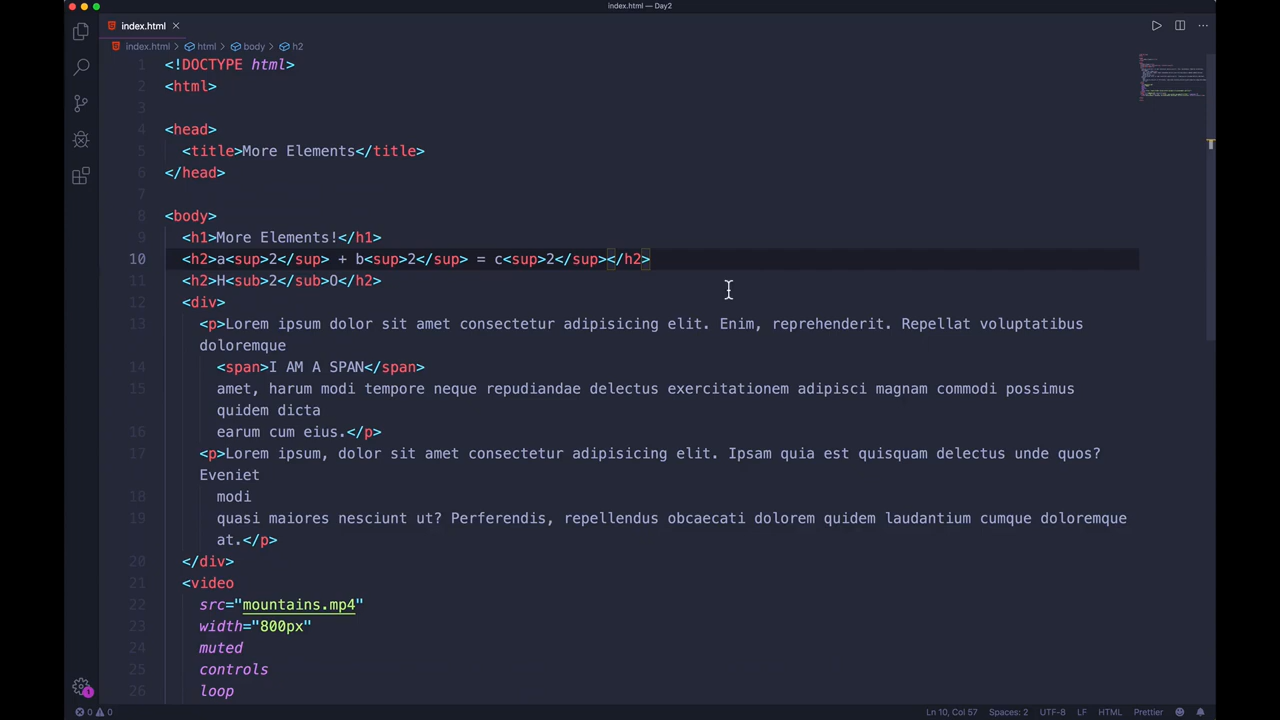 index.html — Day2
index.html
index.html > html > body > h2
1 <!DOCTYPE html>
2 <html>
3
4 <head>
5 <title>More Elements</title>
6 </head>
7
8 <body>
9 <h1>More Elements!</h1>
10 <h2>a<sup>2</sup> + b<sup>2</sup> = c<sup>2</sup></h2>
11 <h2>H<sub>2</sub>O</h2>
12 <div>
13 <p>Lorem ipsum dolor sit amet consectetur adipisicing elit. Enim, reprehenderit. Repellat voluptatibus
doloremque
14 <span>I AM A SPAN</span>
15 amet, harum modi tempore neque repudiandae delectus exercitationem adipisci magnam commodi possimus
quidem dicta
16 earum cum eius.</p>
17 <p>Lorem ipsum, dolor sit amet consectetur adipisicing elit. Ipsam quia est quisquam delectus unde quos?
Eveniet
18 modi
19 quasi maiores nesciunt ut? Perferendis, repellendus obcaecati dolorem quidem laudantium cumque doloremque
at.</p>
20 </div>
21 <video
22 src="mountains.mp4"
23 width="800px"
24 muted
25 controls
26 loop
1
0 0 Ln 10, Col 57 Spaces: 2 UTF-8 LF HTML Prettier